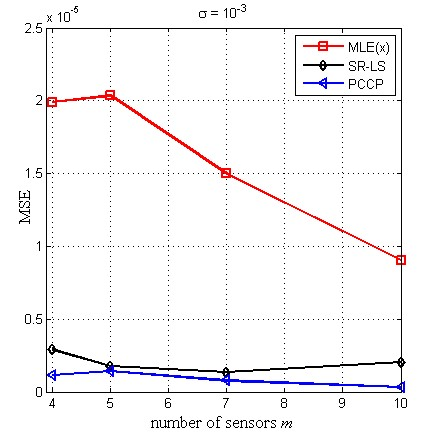 σ = 10⁻³
x 10⁻⁵
2.5
2
1.5
1
0.5
0
MSE
MLE(x)
SR-LS
PCCP
4 5 6 7 8 9 10
number of sensors m